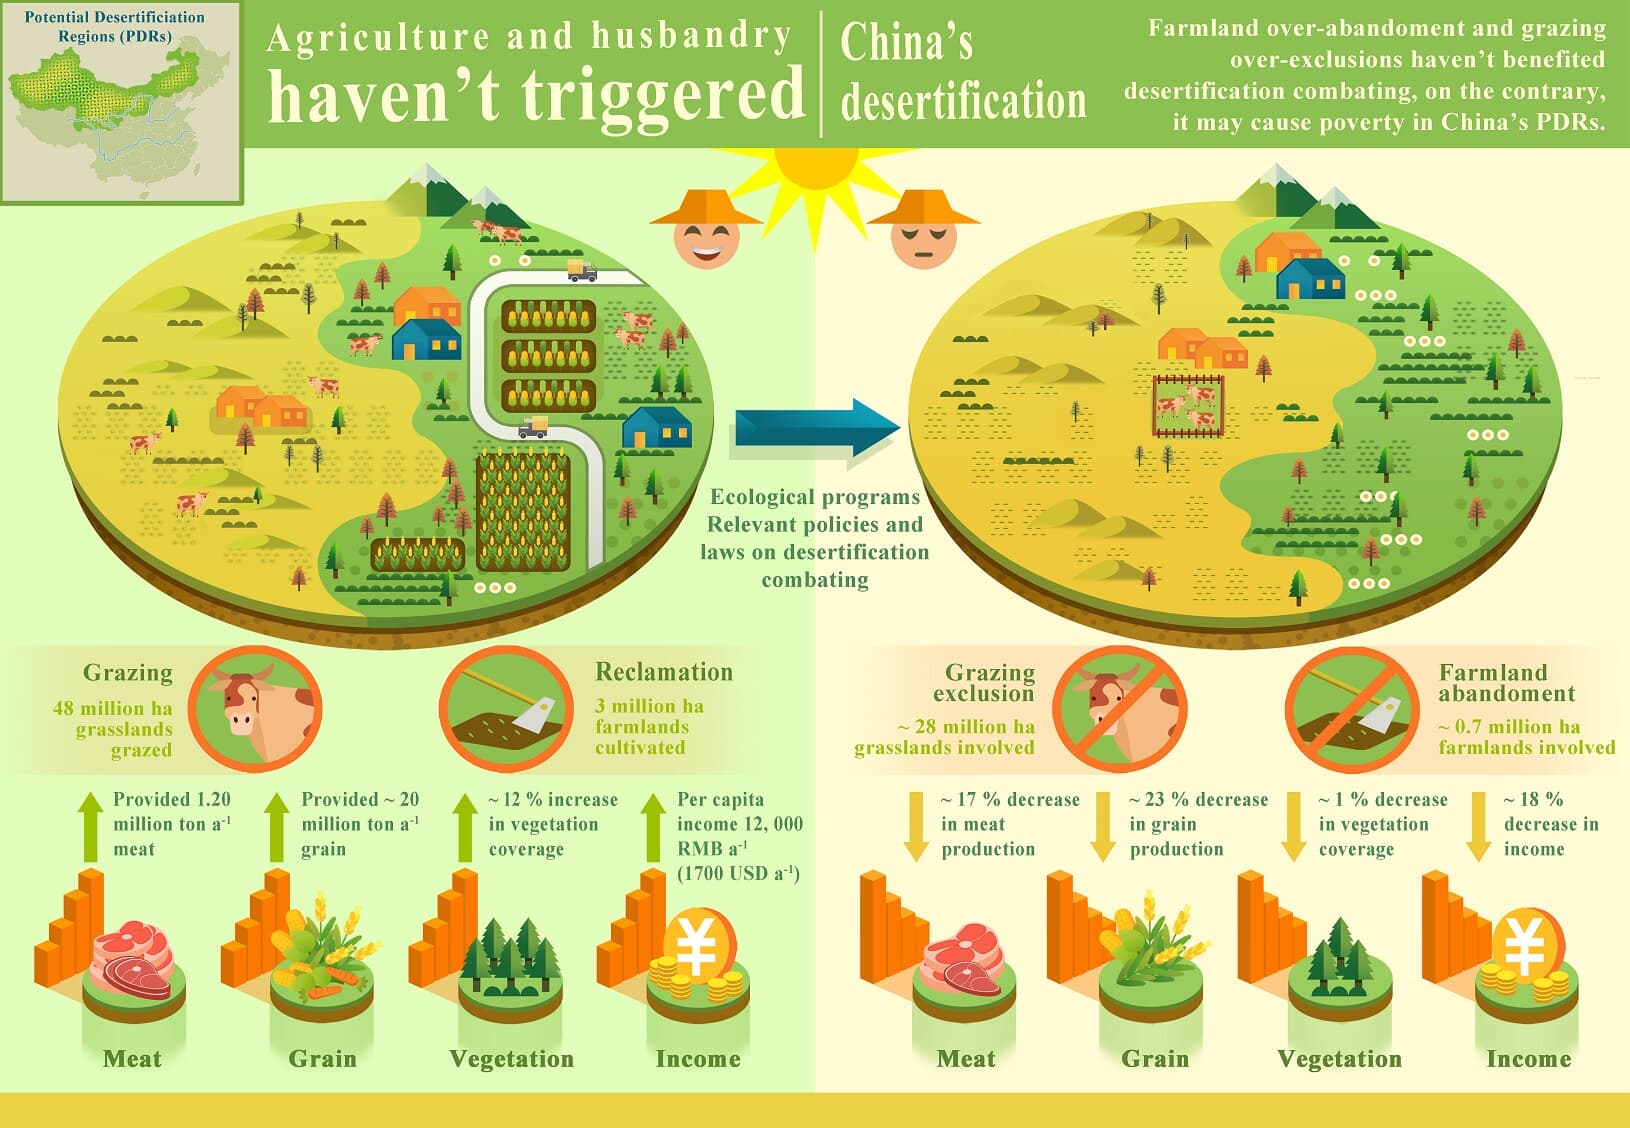 Potential Desertificiation
Regions (PDRs)
Agriculture and husbandry
haven't triggered
China's
desertification
Farmland over-abandoment and grazing
over-exclusions haven't benefited
desertification combating, on the contrary,
it may cause poverty in China's PDRs.
Ecological programs
Relevant policies and
laws on desertification
combating
Grazing
48 million ha
grasslands
grazed
Reclamation
3 million ha
farmlands
cultivated
Grazing
exclusion
~ 28 million ha
grasslands involved
Farmland
abandoment
~ 0.7 million ha
farmlands involved
Provided 1.20
million ton a⁻¹
meat
Provided ~ 20
million ton a⁻¹
grain
~ 12 % increase
in vegetation
coverage
Per capita
income 12, 000
RMB a⁻¹
(1700 USD a⁻¹)
~ 17 % decrease
in meat
production
~ 23 % decrease
in grain
production
~ 1 % decrease
in vegetation
coverage
~ 18 %
decrease in
income
¥
¥
Meat
Grain
Vegetation
Income
Meat
Grain
Vegetation
Income